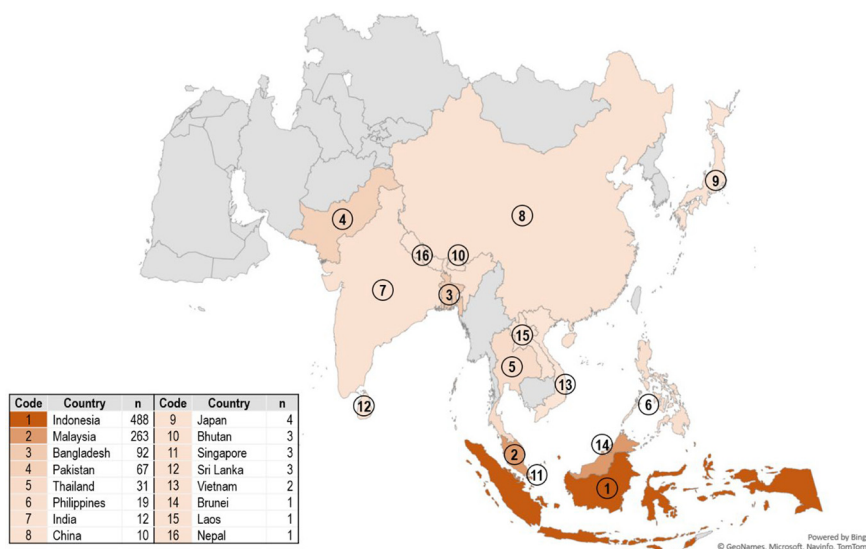 9
4
8
16
10
7
3
15
5
13
6
12
14
2
11
1
Code Country n Code Country n
1 Indonesia 488 9 Japan 4
2 Malaysia 263 10 Bhutan 3
3 Bangladesh 92 11 Singapore 3
4 Pakistan 67 12 Sri Lanka 3
5 Thailand 31 13 Vietnam 2
6 Philippines 19 14 Brunei 1
7 India 12 15 Laos 1
8 China 10 16 Nepal 1
Powered by Bing
© GeoNames, Microsoft, Navinfo, TomTom